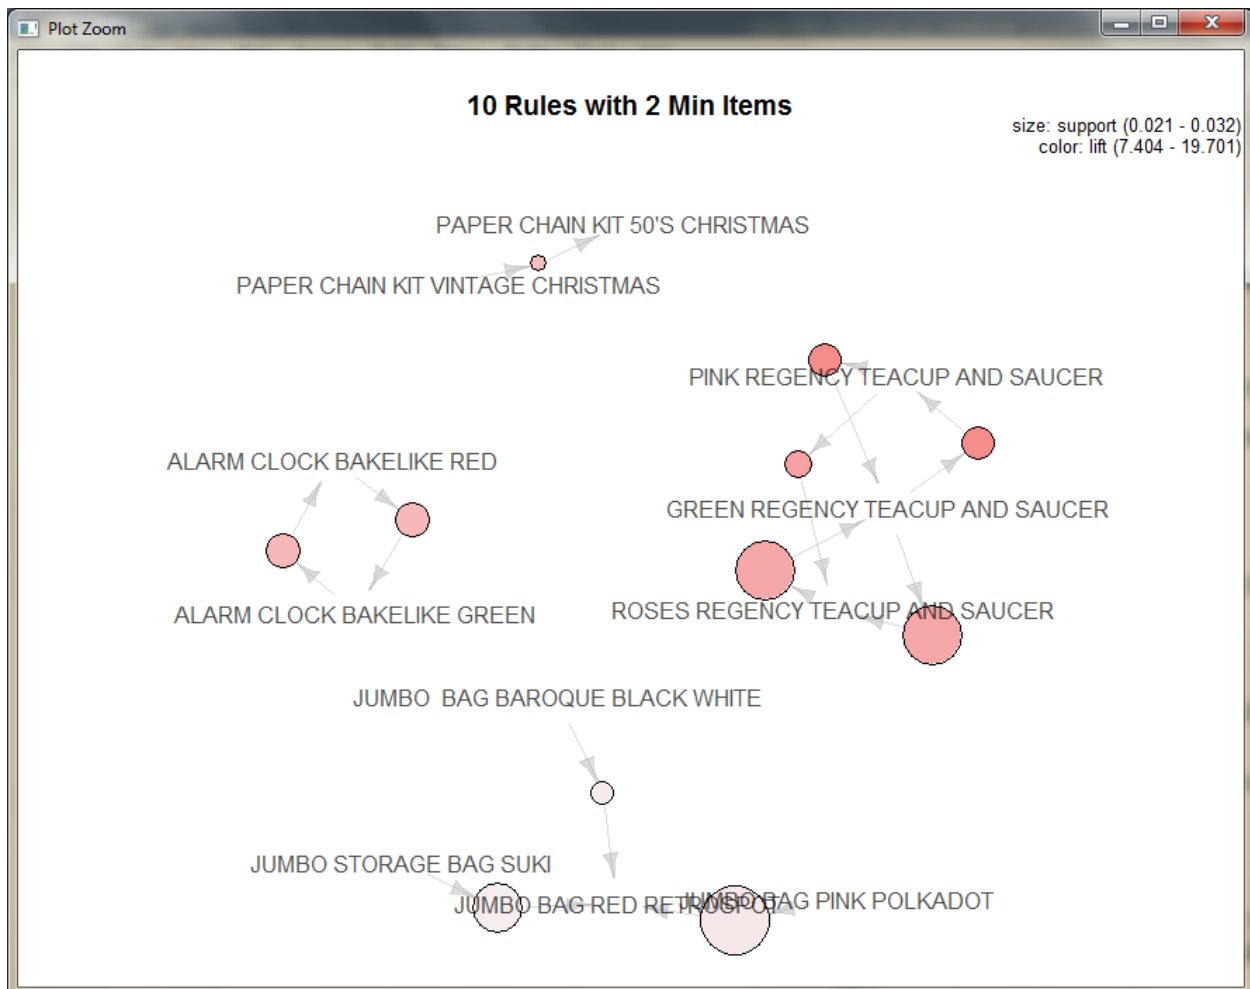 Plot Zoom
10 Rules with 2 Min Items
size: support (0.021 - 0.032)
color: lift (7.404 - 19.701)
PAPER CHAIN KIT 50'S CHRISTMAS
PAPER CHAIN KIT VINTAGE CHRISTMAS
PINK REGENCY TEACUP AND SAUCER
ALARM CLOCK BAKELIKE RED
GREEN REGENCY TEACUP AND SAUCER
ROSES REGENCY TEACUP AND SAUCER
ALARM CLOCK BAKELIKE GREEN
JUMBO  BAG BAROQUE BLACK WHITE
JUMBO STORAGE BAG SUKI
JUMBO BAG RED RETROSPOT
JUMBO BAG PINK POLKADOT